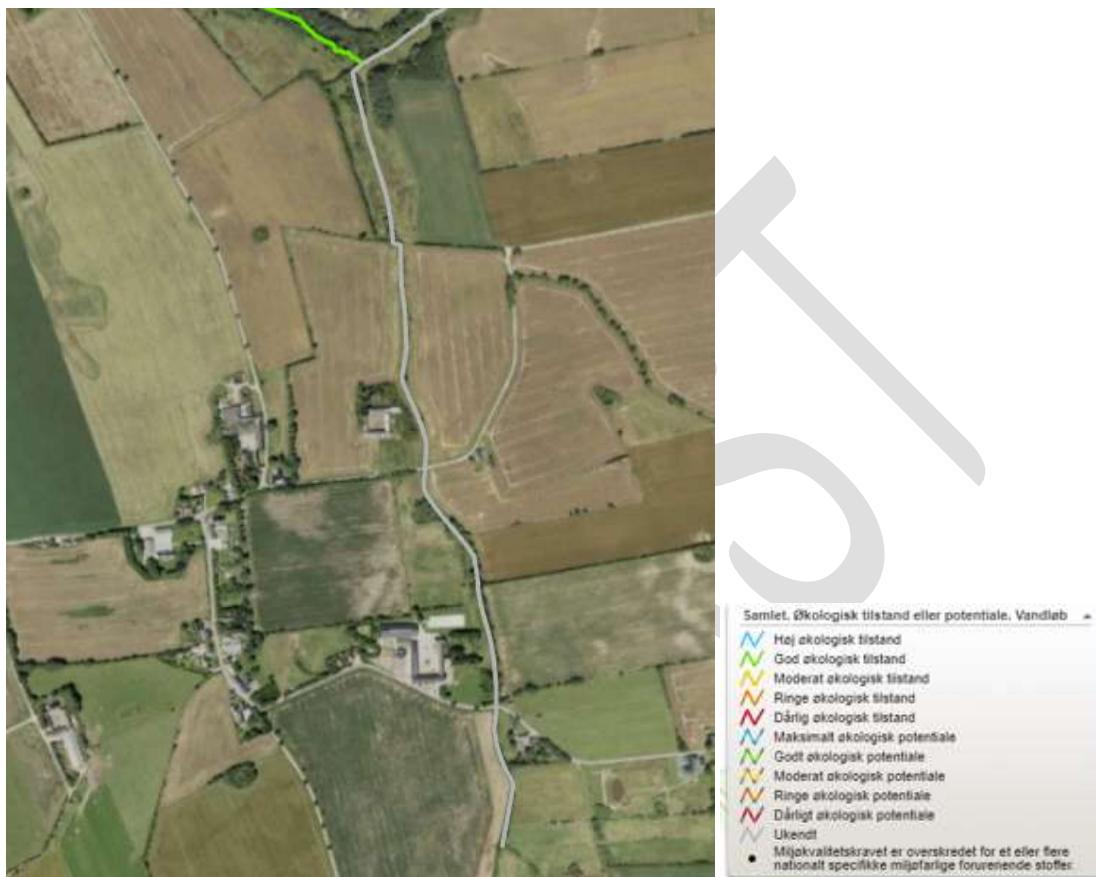 Samlet. Økologisk tilstand eller potentiale. Vandløb
Høj økologisk tilstand
God økologisk tilstand
Moderat økologisk tilstand
Ringe økologisk tilstand
Dårlig økologisk tilstand
Maksimalt økologisk potentiale
Godt økologisk potentiale
Moderat økologisk potentiale
Ringe økologisk potentiale
Dårligt økologisk potentiale
Ukendt
Miljøkvalitetskravet er overskredet for et eller flere
nationalt specifikke miljøfarlige forurenende stoffer.